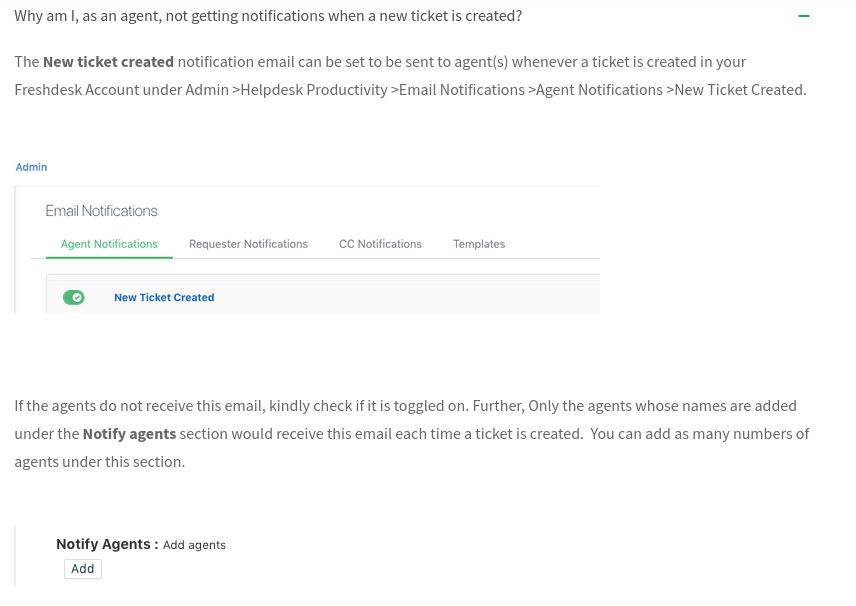 Why am I, as an agent, not getting notifications when a new ticket is created?
The New ticket created notification email can be set to be sent to agent(s) whenever a ticket is created in your
Freshdesk Account under Admin >Helpdesk Productivity >Email Notifications >Agent Notifications >New Ticket Created.
Admin
Email Notifications
Agent Notifications Requester Notifications CC Notifications Templates
New Ticket Created
If the agents do not receive this email, kindly check if it is toggled on. Further, Only the agents whose names are added
under the Notify agents section would receive this email each time a ticket is created.  You can add as many numbers of
agents under this section.
Notify Agents : Add agents
Add